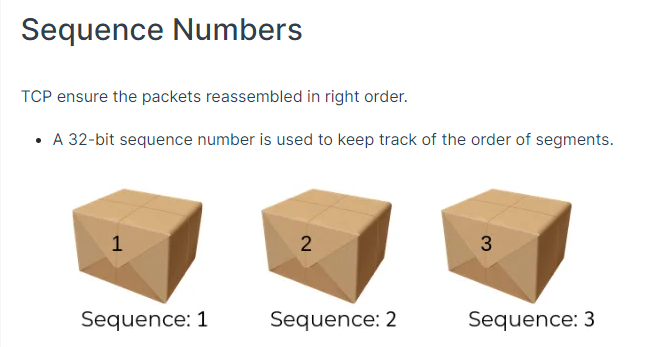 Sequence Numbers
TCP ensure the packets reassembled in right order.
• A 32-bit sequence number is used to keep track of the order of segments.
1 2 3
Sequence: 1 Sequence: 2 Sequence: 3